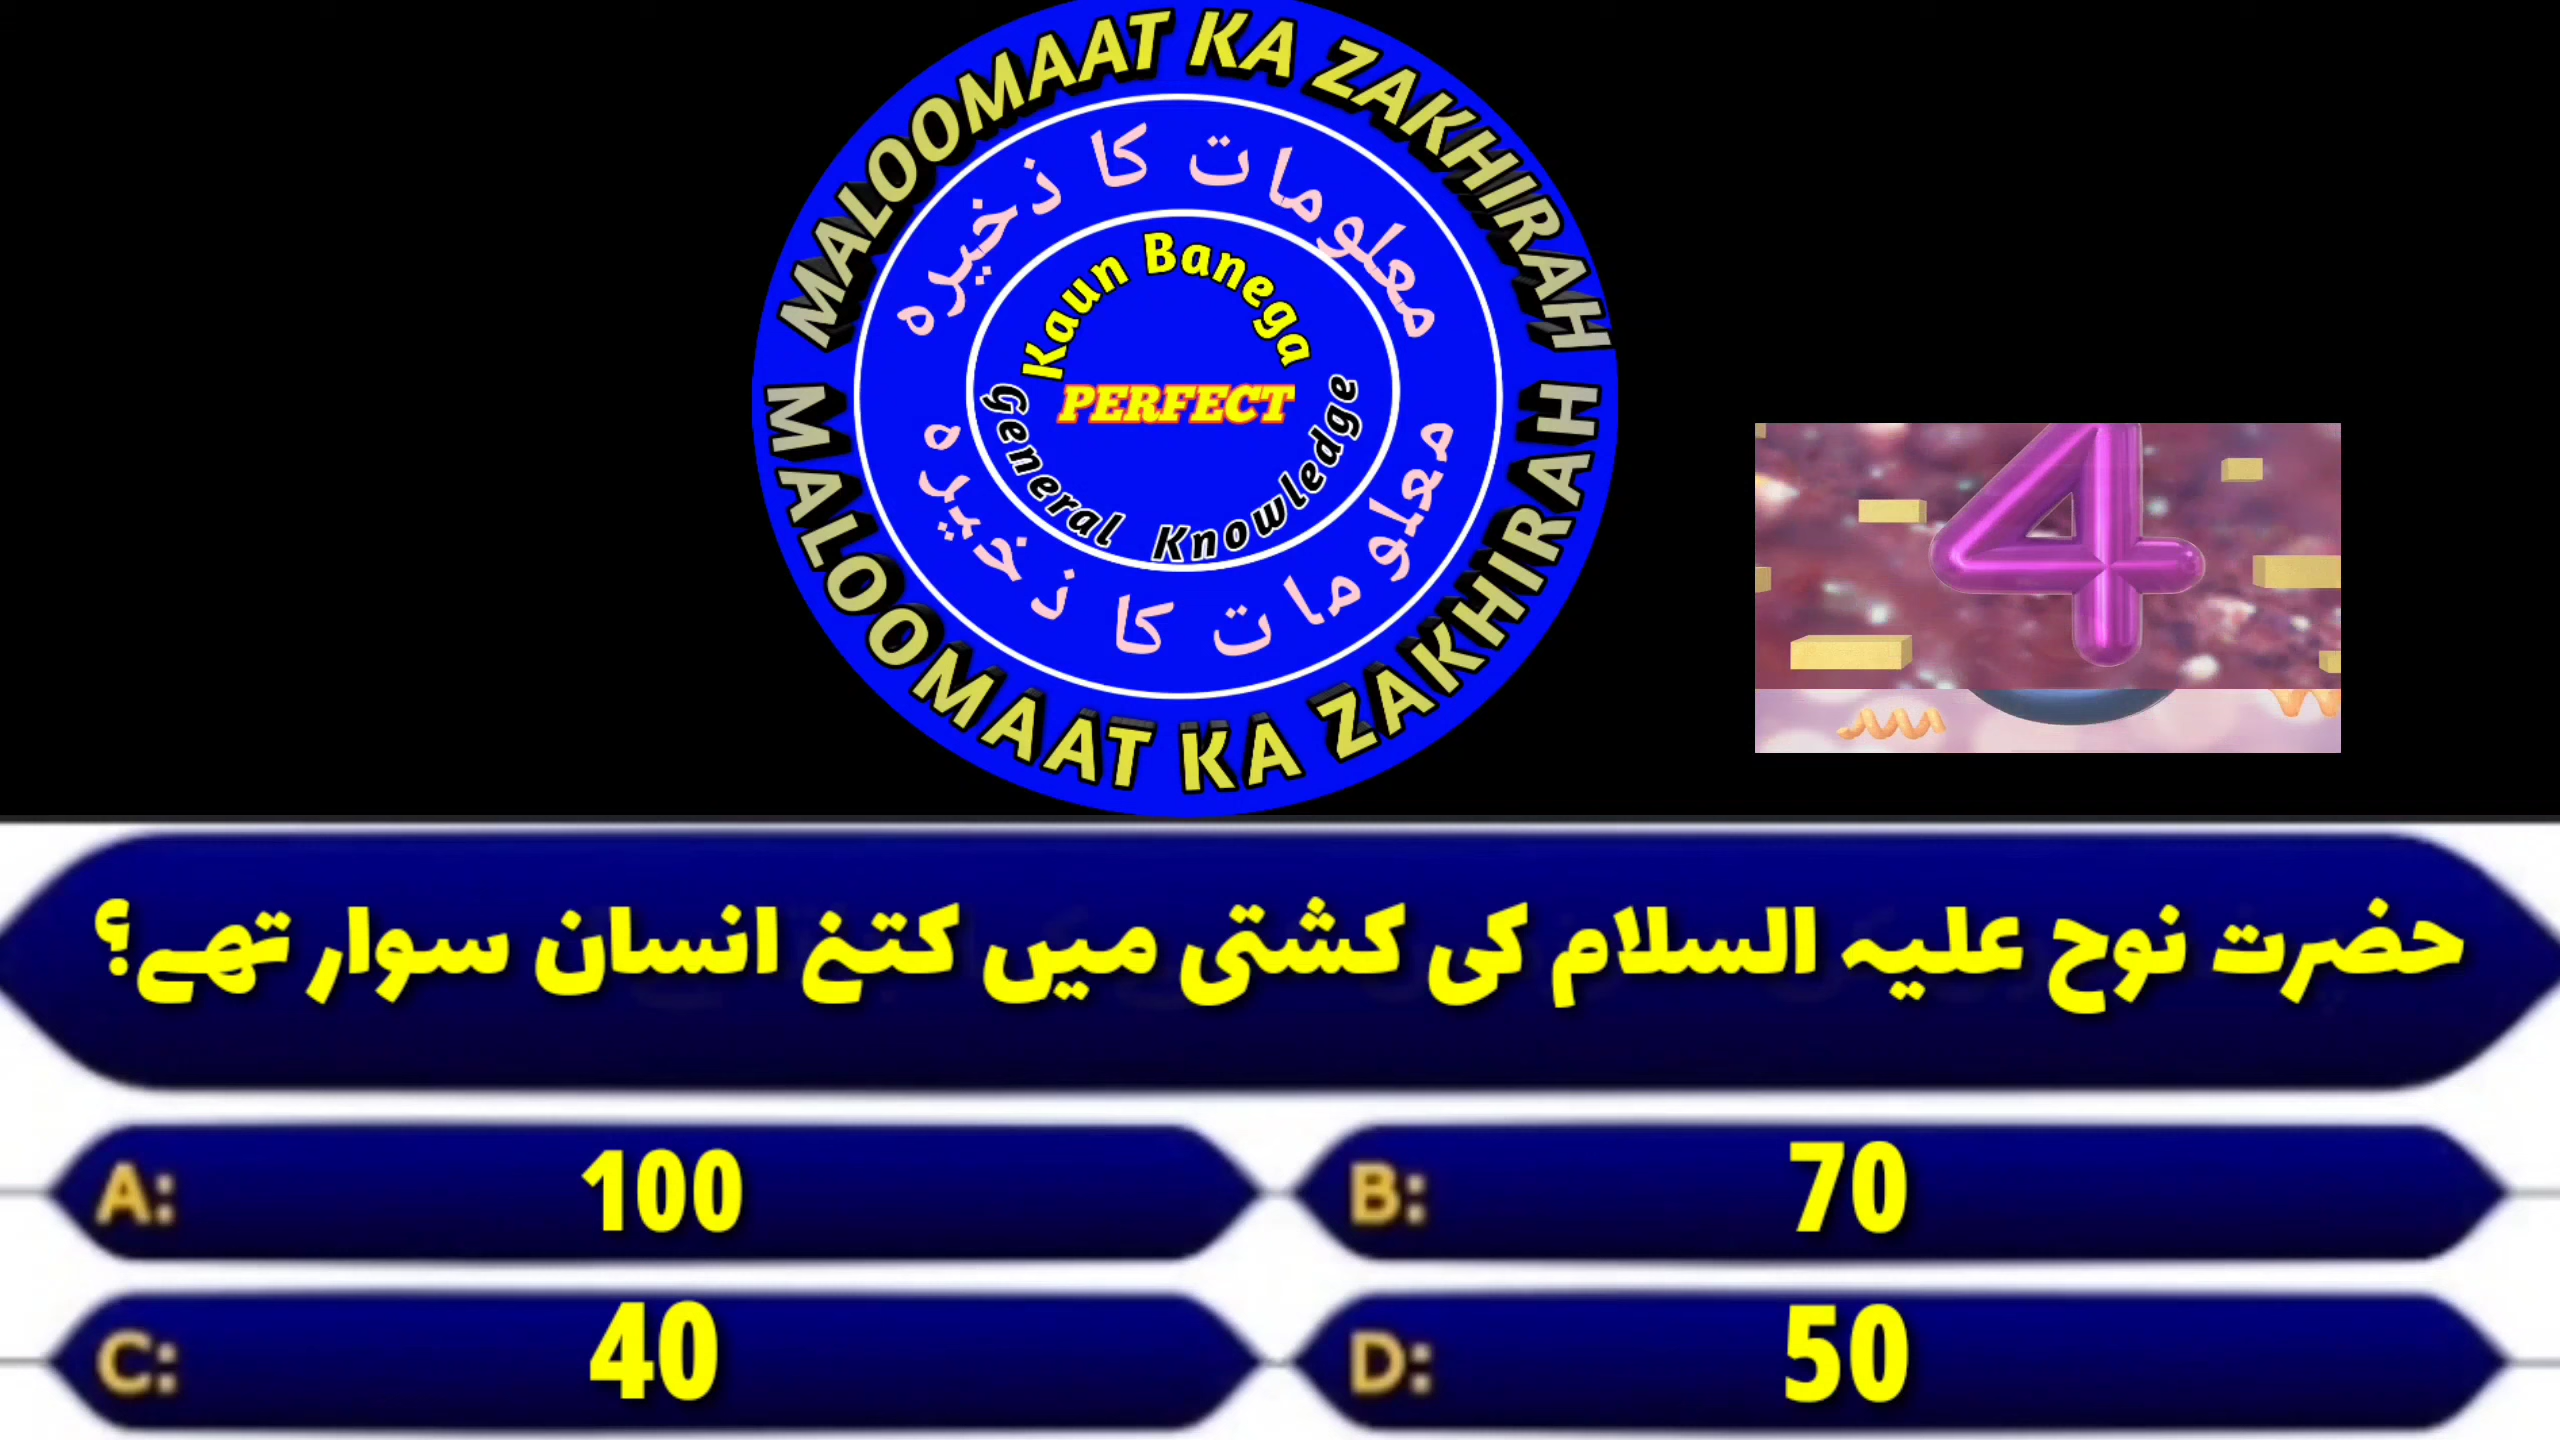 MALOOMAAT KA ZAKHIRAH
معلومات کا ذخیرہ
Kaun Banega
PERFECT
General Knowledge
معلومات کا ذخیرہ
MALOOMAAT KA ZAKHIRAH
4
حضرت نوح علیہ السلام کی کشتی میں کتنے انسان سوار تھے؟
A: 100
B: 70
C: 40
D: 50